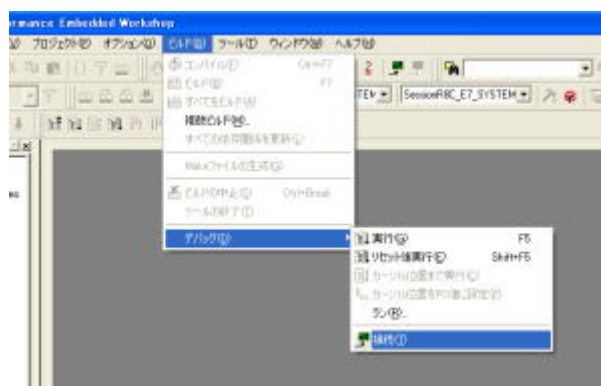 rmance Embedded Workshop
プロジェクト(P) オプション(O) ビルド(B) ツール(T) ウィンドウ(W) ヘルプ(H)
コンパイル(F) Ctrl+F7
ビルド(B) F7
SessionR8C_E7_SYSTEM
すべてをビルド(A)
複数ビルド(M)...
すべての依存関係を更新(U)
Makeファイルの生成(G)
ビルドの中止(S) Ctrl+Break
ツールの終了(T)
es
デバッグ(D)
実行(G) F5
リセット後実行(E) Shift+F5
カーソル位置まで実行(C)
カーソル位置をPC値に設定(P)
ラン(R)...
接続(I)